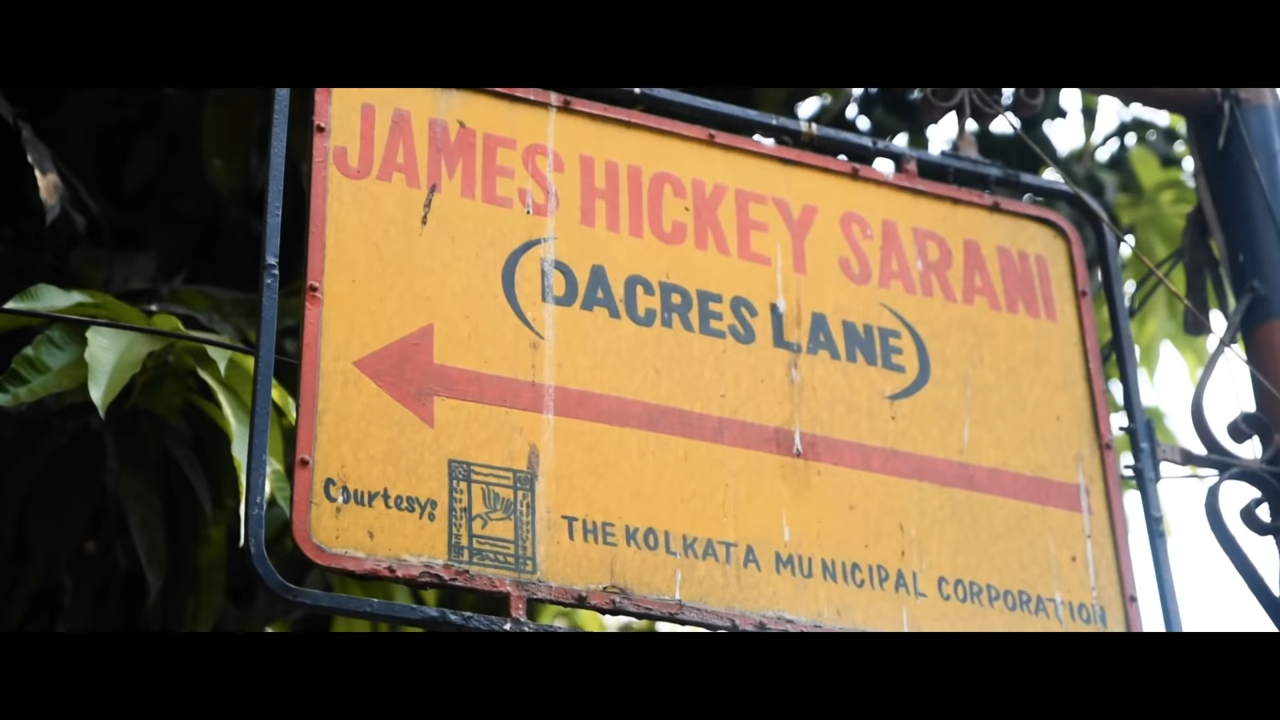 JAMES HICKEY SARANI
(DACRES LANE)
Courtesy: THE KOLKATA MUNICIPAL CORPORATION